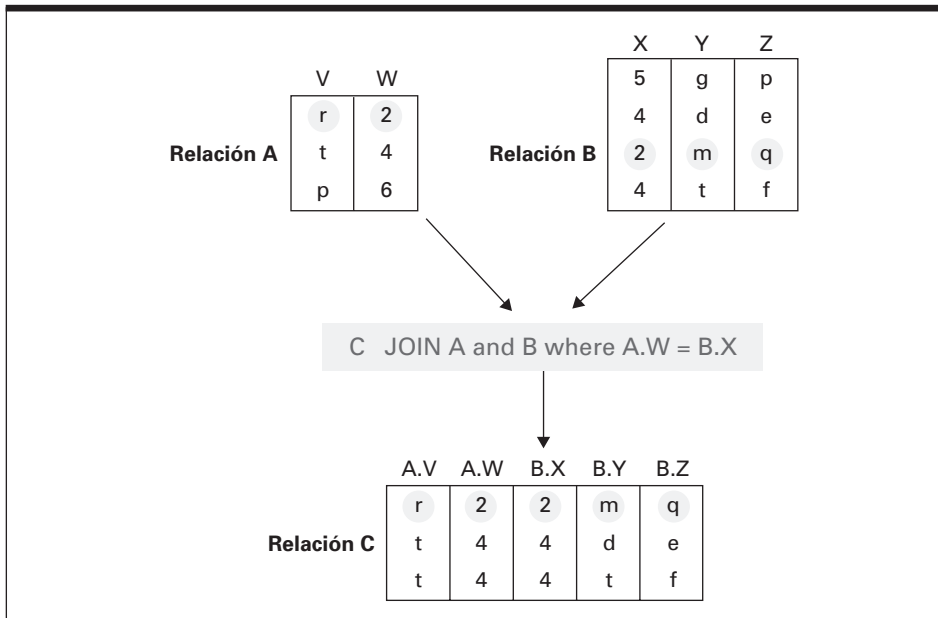 X Y Z
V W
5 g p
r 2
4 d e
Relación A
t 4
Relación B
2 m q
p 6
4 t f
C JOIN A and B where A.W = B.X
A.V A.W B.X B.Y B.Z
r 2 2 m q
Relación C
t 4 4 d e
t 4 4 t f